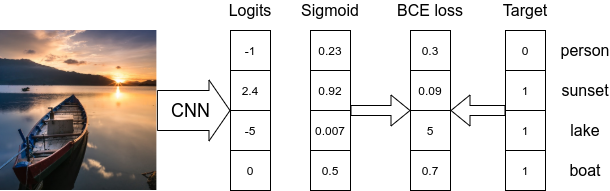 Logits Sigmoid BCE loss Target
-1 0.23 0.3 0 person
2.4 0.92 0.09 1 sunset
CNN
-5 0.007 5 1 lake
0 0.5 0.7 1 boat